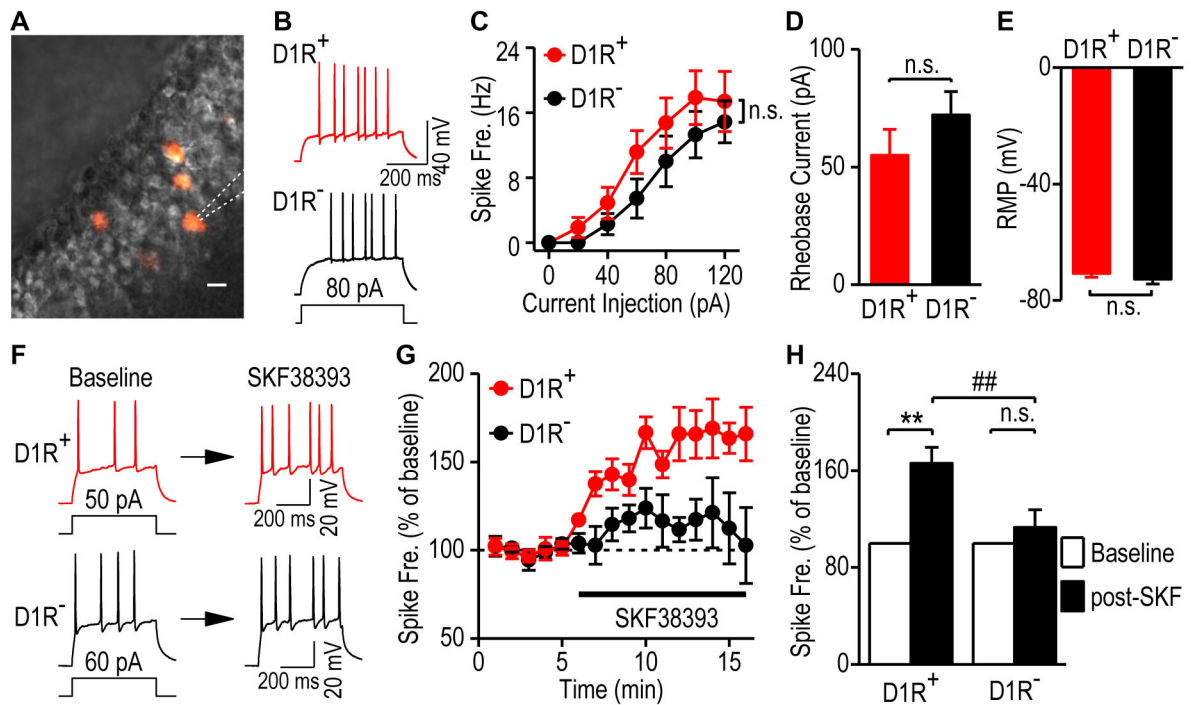 A
B
D1R+
40 mV
200 ms
D1R-
80 pA
C
D1R+
D1R-
Spike Fre. (Hz)
24
16
8
0
n.s.
0 40 80 120
Current Injection (pA)
D
Rheobase Current (pA)
100
50
0
n.s.
D1R+ D1R-
E
D1R+ D1R-
RMP (mV)
0
-40
-80
n.s.
F
Baseline SKF38393
D1R+
50 pA
200 ms
20 mV
D1R-
60 pA
200 ms
20 mV
G
D1R+
D1R-
Spike Fre. (% of baseline)
200
150
100
50
SKF38393
0 5 10 15
Time (min)
H
Spike Fre. (% of baseline)
240
160
80
0
##
** n.s.
Baseline
post-SKF
D1R+ D1R-